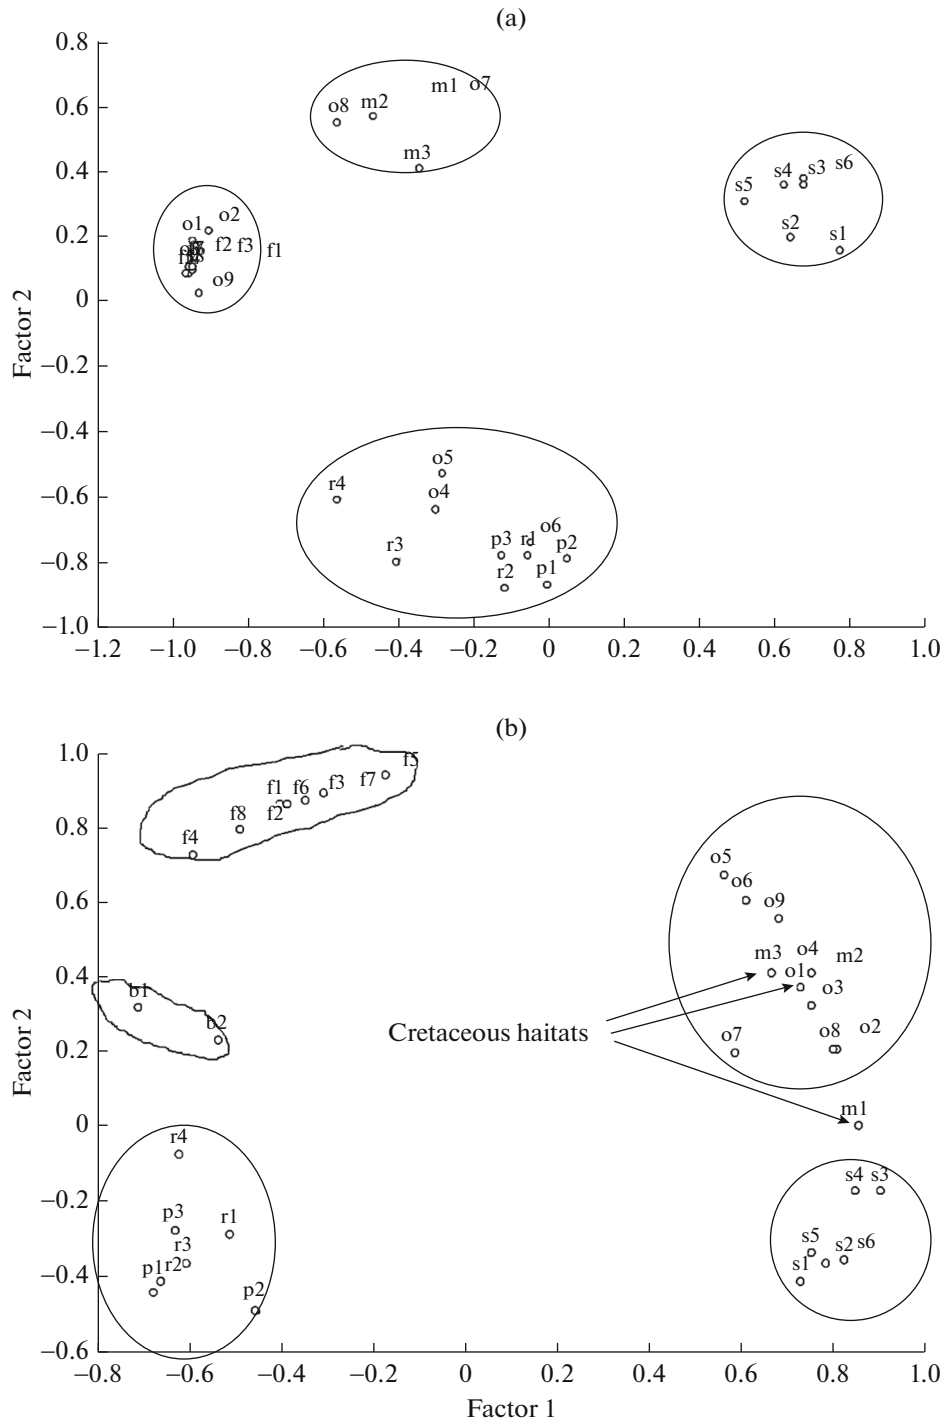 (a)
0.8
m1 o7
0.6
o8 m2
m3
0.4
s5 s4 s3 s6
s2 s1
o1 o2
0.2
f2 f3 f1
o9
0
Factor 2
−0.2
−0.4
o5
r4 o4
−0.6
o6
r3 p3 r1 p2
r2 p1
−0.8
−1.0
−1.2 −1.0 −0.8 −0.6 −0.4 −0.2 0 0.2 0.4 0.6 0.8 1.0
(b)
1.0
f5
f1 f6 f3 f7
f8 f2
0.8
f4
o5
o6
0.6
o9
o4
m3 m2
o1
0.4
o3
b1
b2
Cretaceous haitats
o7 o8 o2
0.2
Factor 2
m1
0
r4
s4 s3
−0.2
p3 r1
r3
s5 s2 s6
p1 r2
s1
−0.4
p2
−0.6
−0.8 −0.6 −0.4 −0.2 0 0.2 0.4 0.6 0.8 1.0
Factor 1